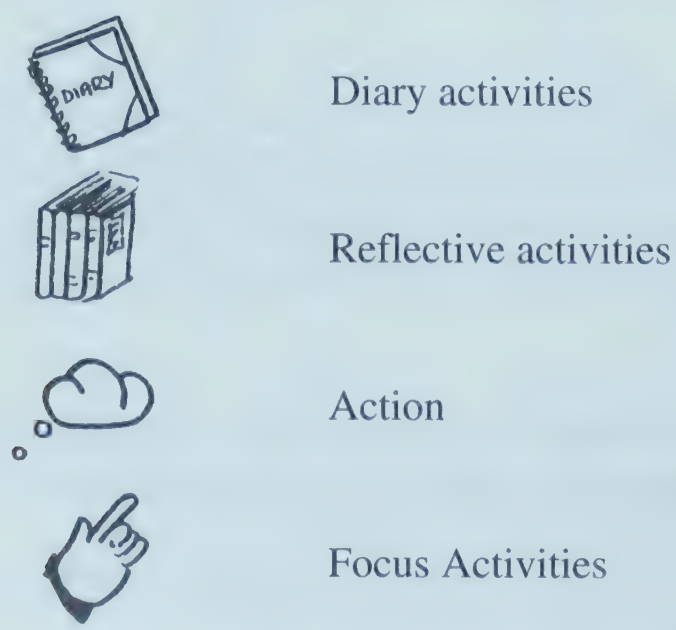 DIARY
Diary activities
Reflective activities
Action
Focus Activities